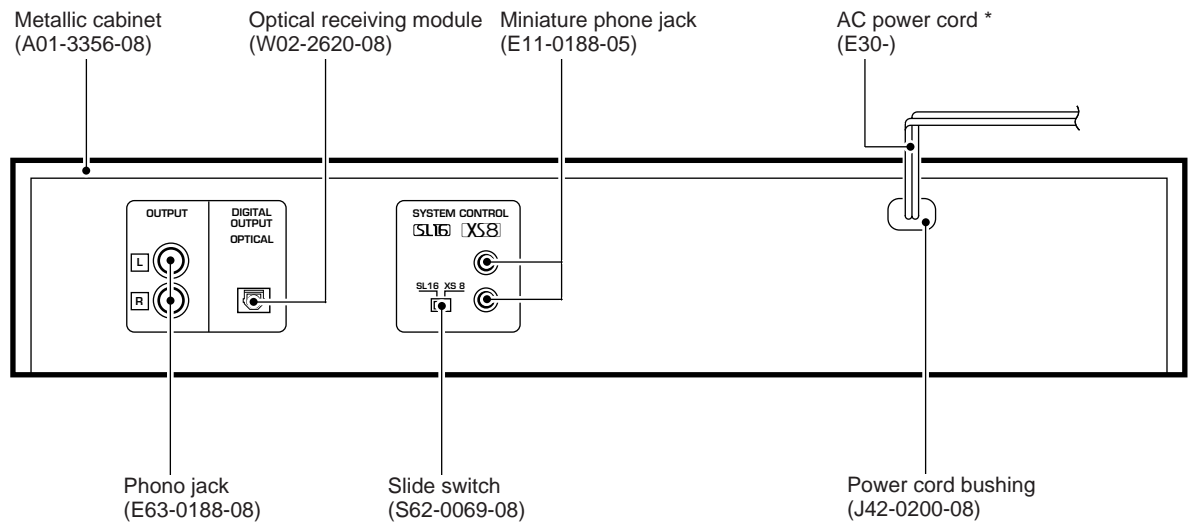 Metallic cabinet
(A01-3356-08)
Optical receiving module
(W02-2620-08)
Miniature phone jack
(E11-0188-05)
AC power cord *
(E30-)
OUTPUT
L
R
DIGITAL
OUTPUT
OPTICAL
SYSTEM CONTROL
SL16 XS8
SL16 XS 8
Phono jack
(E63-0188-08)
Slide switch
(S62-0069-08)
Power cord bushing
(J42-0200-08)